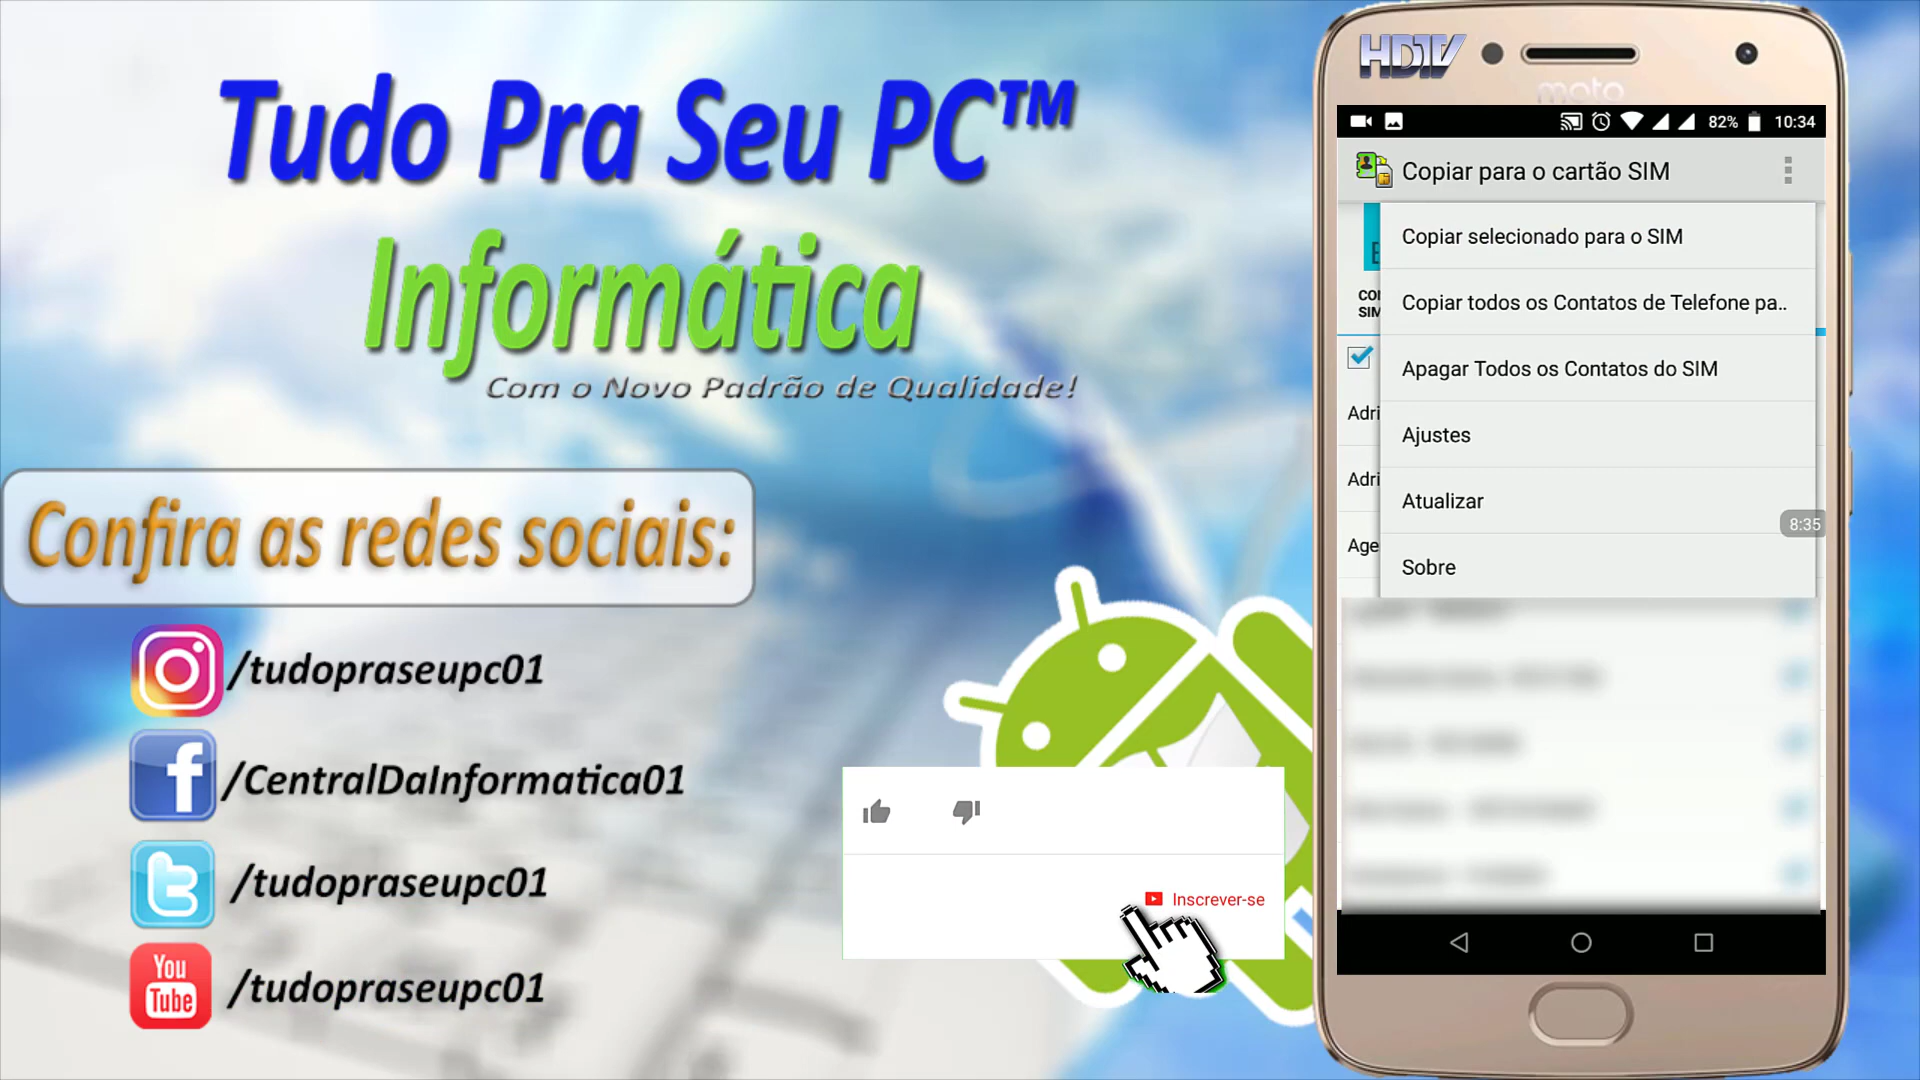 Tudo Pra Seu PC™
Informática
Com o Novo Padrão de Qualidade!
Confira as redes sociais:
/tudopraseupc01
/CentralDaInformatica01
/tudopraseupc01
You
Tube
/tudopraseupc01
Inscrever-se
HDTV
moto
82% 10:34
Copiar para o cartão SIM
Copiar selecionado para o SIM
Copiar todos os Contatos de Telefone pa..
Apagar Todos os Contatos do SIM
Adri
Ajustes
Adri
Atualizar
8:35
Age
Sobre